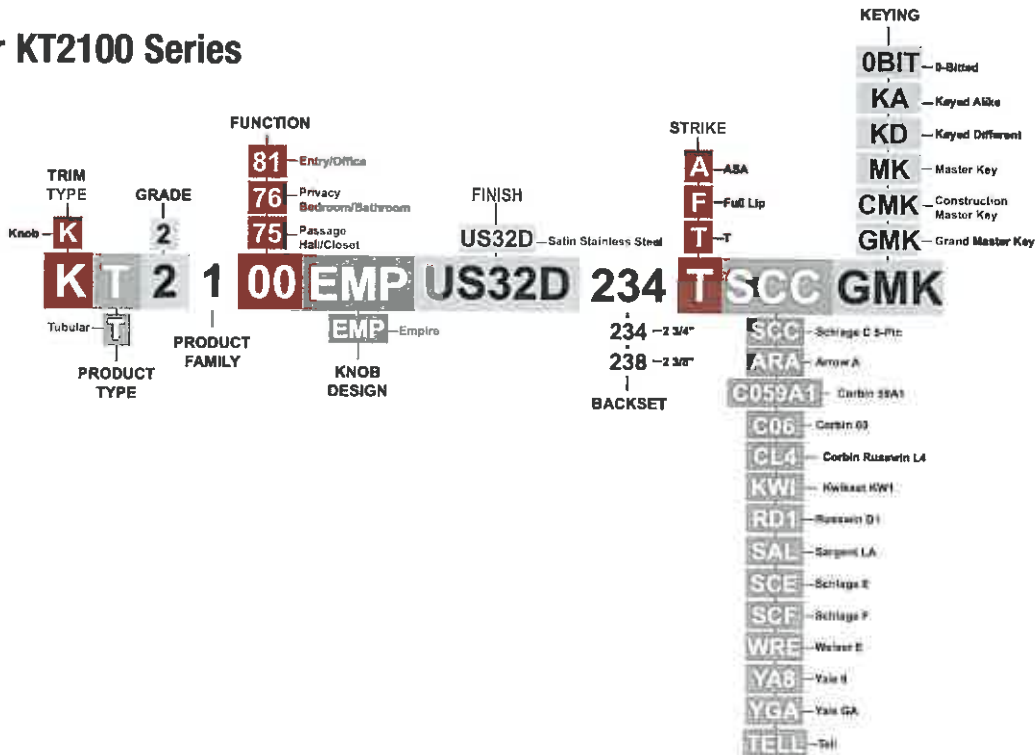 r KT2100 Series
KEYING
0BIT 0-Bitted
KA Keyed Alike
KD Keyed Different
MK Master Key
CMK Construction
Master Key
GMK Grand Master Key
FUNCTION
81 Entry/Office
76 Privacy
Bedroom/Bathroom
75 Passage
Hall/Closet
STRIKE
A ASA
F Full Lip
T T
TRIM
TYPE
Knob K
GRADE
2
FINISH
US32D Satin Stainless Steel
K T 2 1 00 EMP US32D 234 T SCC GMK
Tubular T
PRODUCT
TYPE
PRODUCT
FAMILY
EMP Empire
KNOB
DESIGN
234 2 3/4"
238 2 3/8"
BACKSET
SCC Schlage C 5-Pin
ARA Arrow A
C059A1 Corbin 59A1
C06 Corbin 60
CL4 Corbin Russwin L4
KWI Kwikset KW1
RD1 Russwin D1
SAL Sargent LA
SCE Schlage E
SCF Schlage F
WRE Weiser E
YA8 Yale 8
YGA Yale GA
TELL Tell